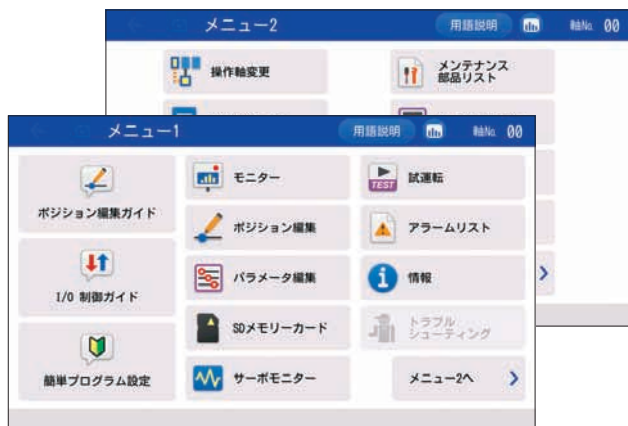 メニュー2
用語説明
軸No. 00
操作軸変更
メンテナンス
部品リスト
メニュー1
用語説明
軸No. 00
ポジション編集ガイド
モニター
TEST
試運転
ポジション編集
アラームリスト
I/O 制御ガイド
パラメータ編集
情報
SDメモリーカード
トラブル
シューティング
簡単プログラム設定
サーボモニター
メニュー2へ